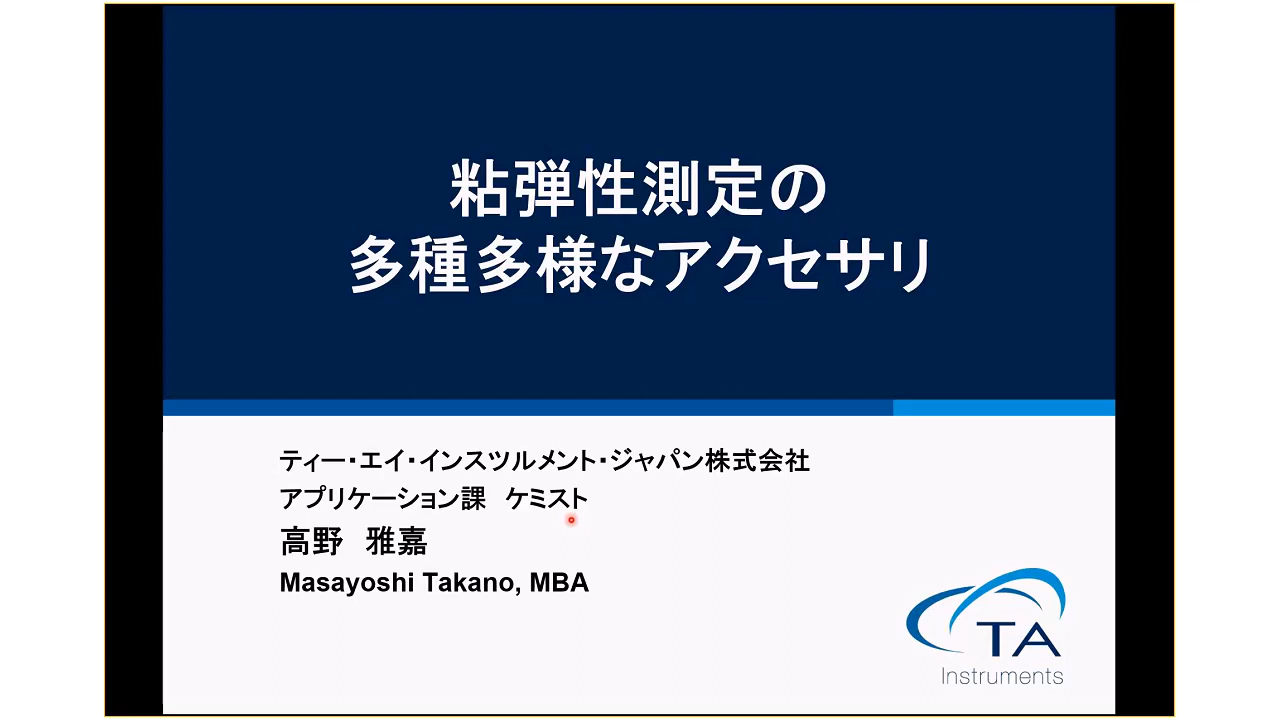 粘弾性測定の
多種多様なアクセサリ
ティー・エイ・インスツルメント・ジャパン株式会社
アプリケーション課　ケミスト
高野　雅嘉
Masayoshi Takano, MBA
TA
Instruments